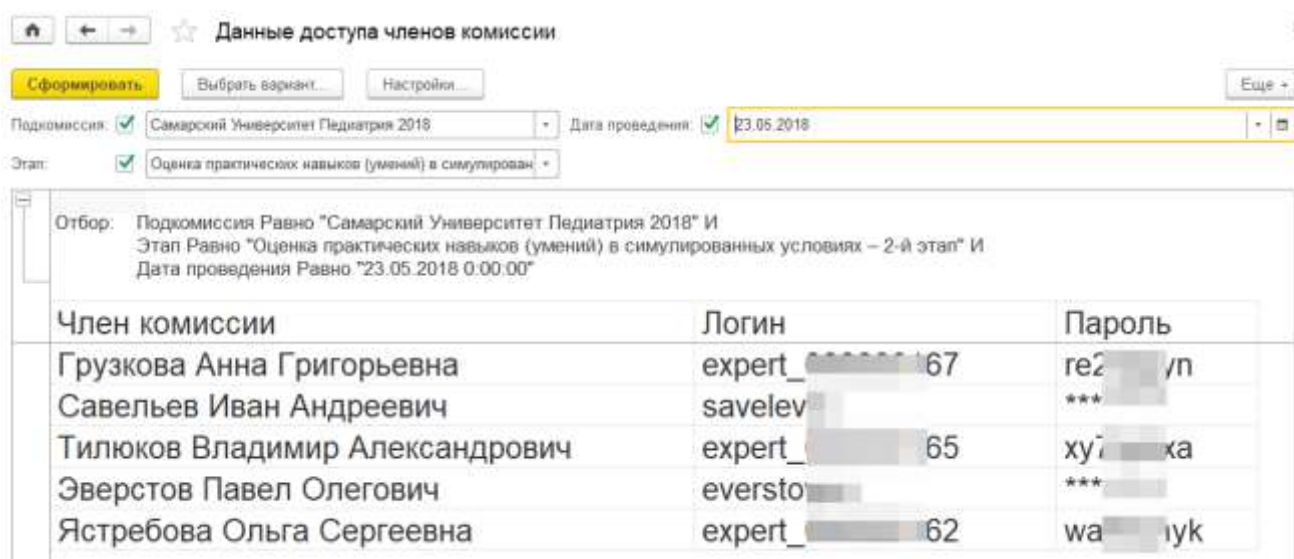 Данные доступа членов комиссии
Сформировать Выбрать вариант... Настройки... Еще
Подкомиссия: Самарский Университет Педиатрия 2018 Дата проведения: 23.05.2018
Этап: Оценка практических навыков (умений) в симулирован
Отбор: Подкомиссия Равно "Самарский Университет Педиатрия 2018" И
Этап Равно "Оценка практических навыков (умений) в симулированных условиях – 2-й этап" И
Дата проведения Равно "23.05.2018 0:00:00"
Член комиссии Логин Пароль
Грузкова Анна Григорьевна
Савельев Иван Андреевич
Тилюков Владимир Александрович
Эверстов Павел Олегович
Ястребова Ольга Сергеевна